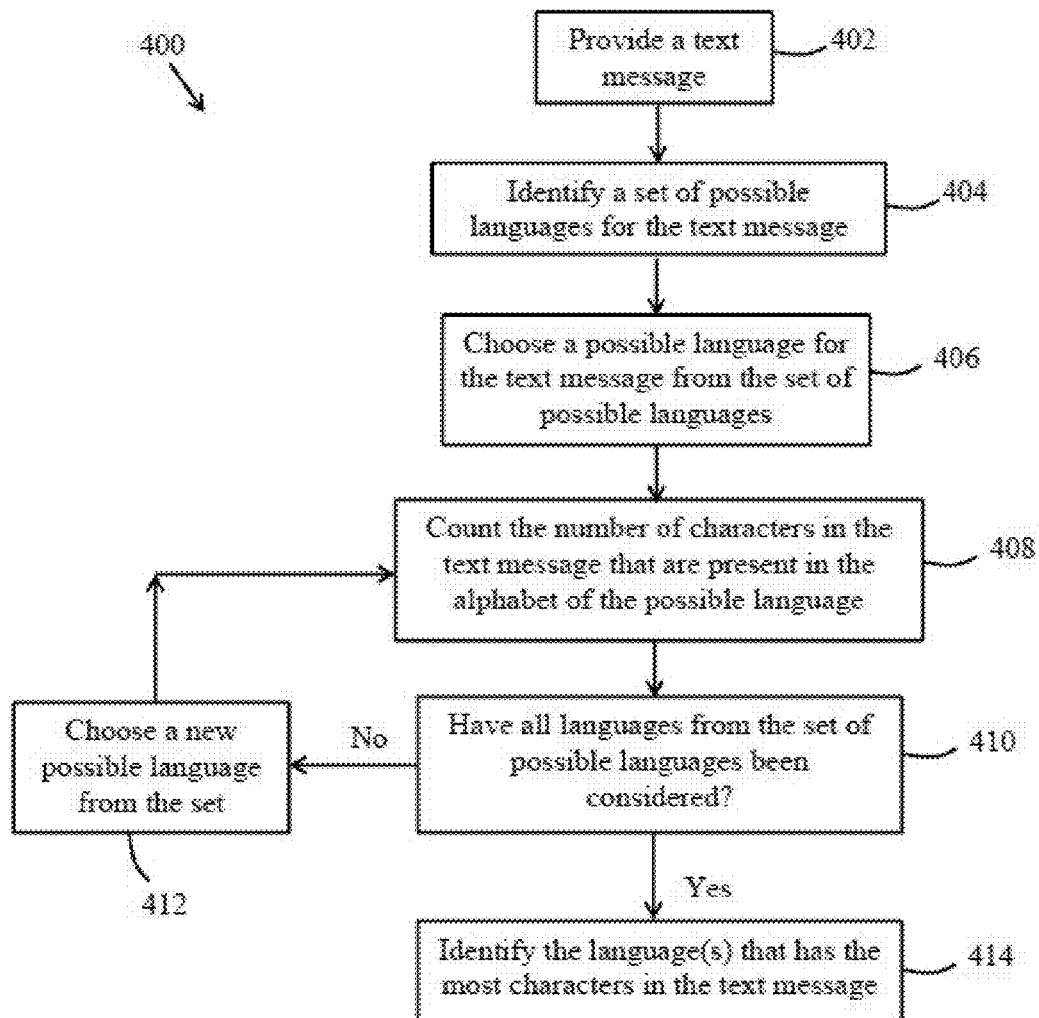 400
Provide a text
message
402
Identify a set of possible
languages for the text message
404
Choose a possible language for
the text message from the set of
possible languages
406
Count the number of characters in the
text message that are present in the
alphabet of the possible language
408
Have all languages from the set of
possible languages been
considered?
410
No
Choose a new
possible language
from the set
412
Yes
Identify the language(s) that has the
most characters in the text message
414